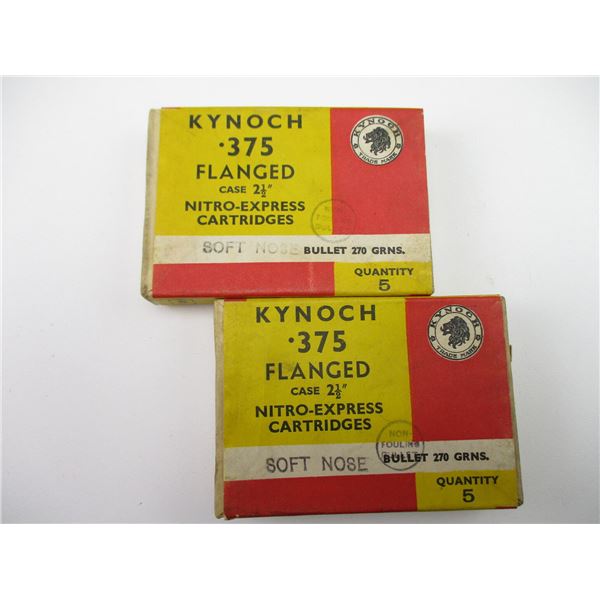 KYNOCH
·375
FLANGED
CASE 2½"
NITRO-EXPRESS
CARTRIDGES
SOFT NOSE BULLET 270 GRNS.
QUANTITY
5
KYNOCH
TRADE MARK
KYNOCH
·375
FLANGED
CASE 2½"
NITRO-EXPRESS
CARTRIDGES
NON-
FOULING
BULLET
SOFT NOSE BULLET 270 GRNS.
QUANTITY
5
KYNOCH
TRADE MARK